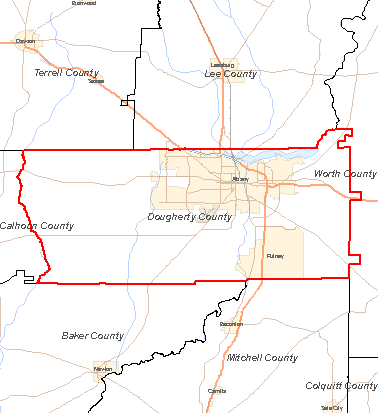 Bronwood
Dawson
Terrell County
Sasser
Leesburg
Lee County
Albany
Worth County
Dougherty County
Calhoun County
Putney
Baconton
Baker County
Newton
Mitchell County
Camilla
Colquitt County
Sale City